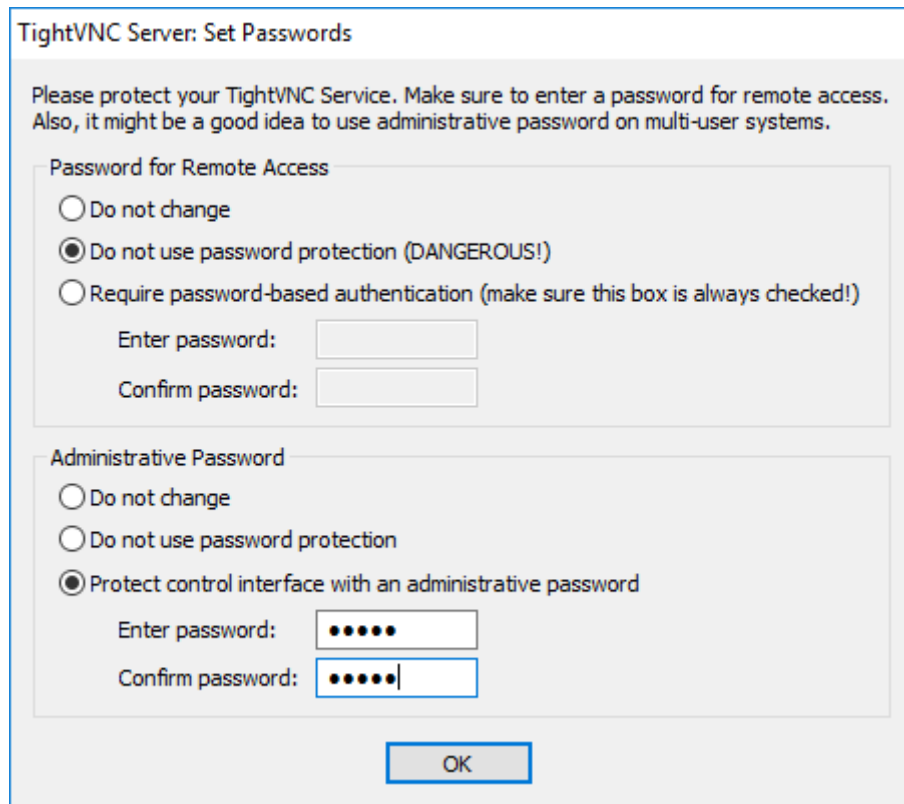 TightVNC Server: Set Passwords
Please protect your TightVNC Service. Make sure to enter a password for remote access.
Also, it might be a good idea to use administrative password on multi-user systems.
Password for Remote Access
Do not change
Do not use password protection (DANGEROUS!)
Require password-based authentication (make sure this box is always checked!)
Enter password:
Confirm password:
Administrative Password
Do not change
Do not use password protection
Protect control interface with an administrative password
Enter password: •••••
Confirm password: •••••
OK